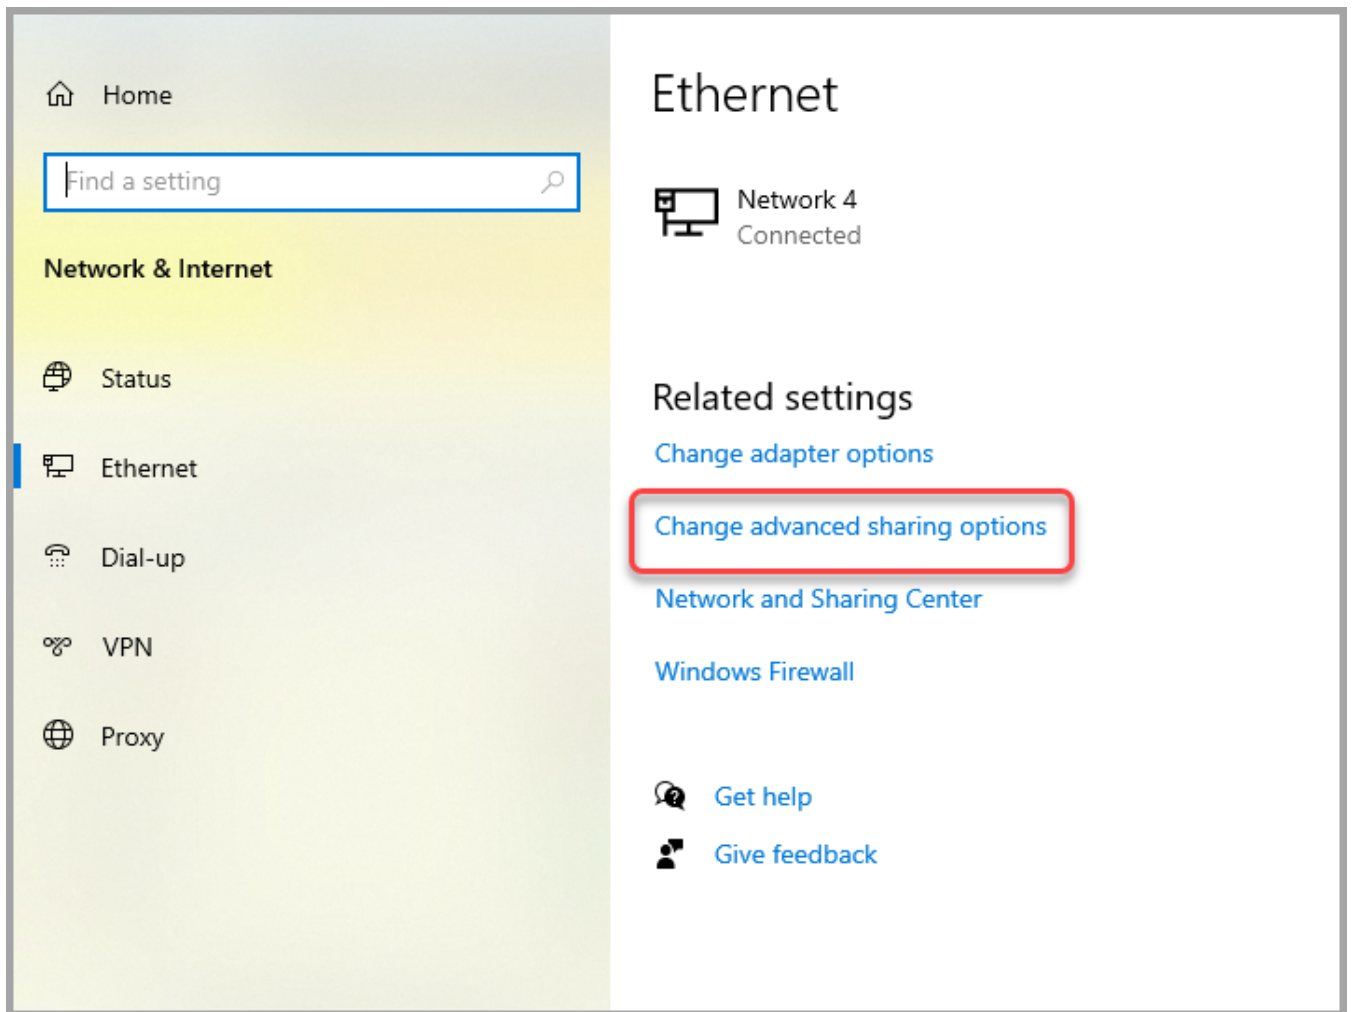 Home
Find a setting
Network & Internet
Status
Ethernet
Dial-up
VPN
Proxy
Ethernet
Network 4
Connected
Related settings
Change adapter options
Change advanced sharing options
Network and Sharing Center
Windows Firewall
Get help
Give feedback